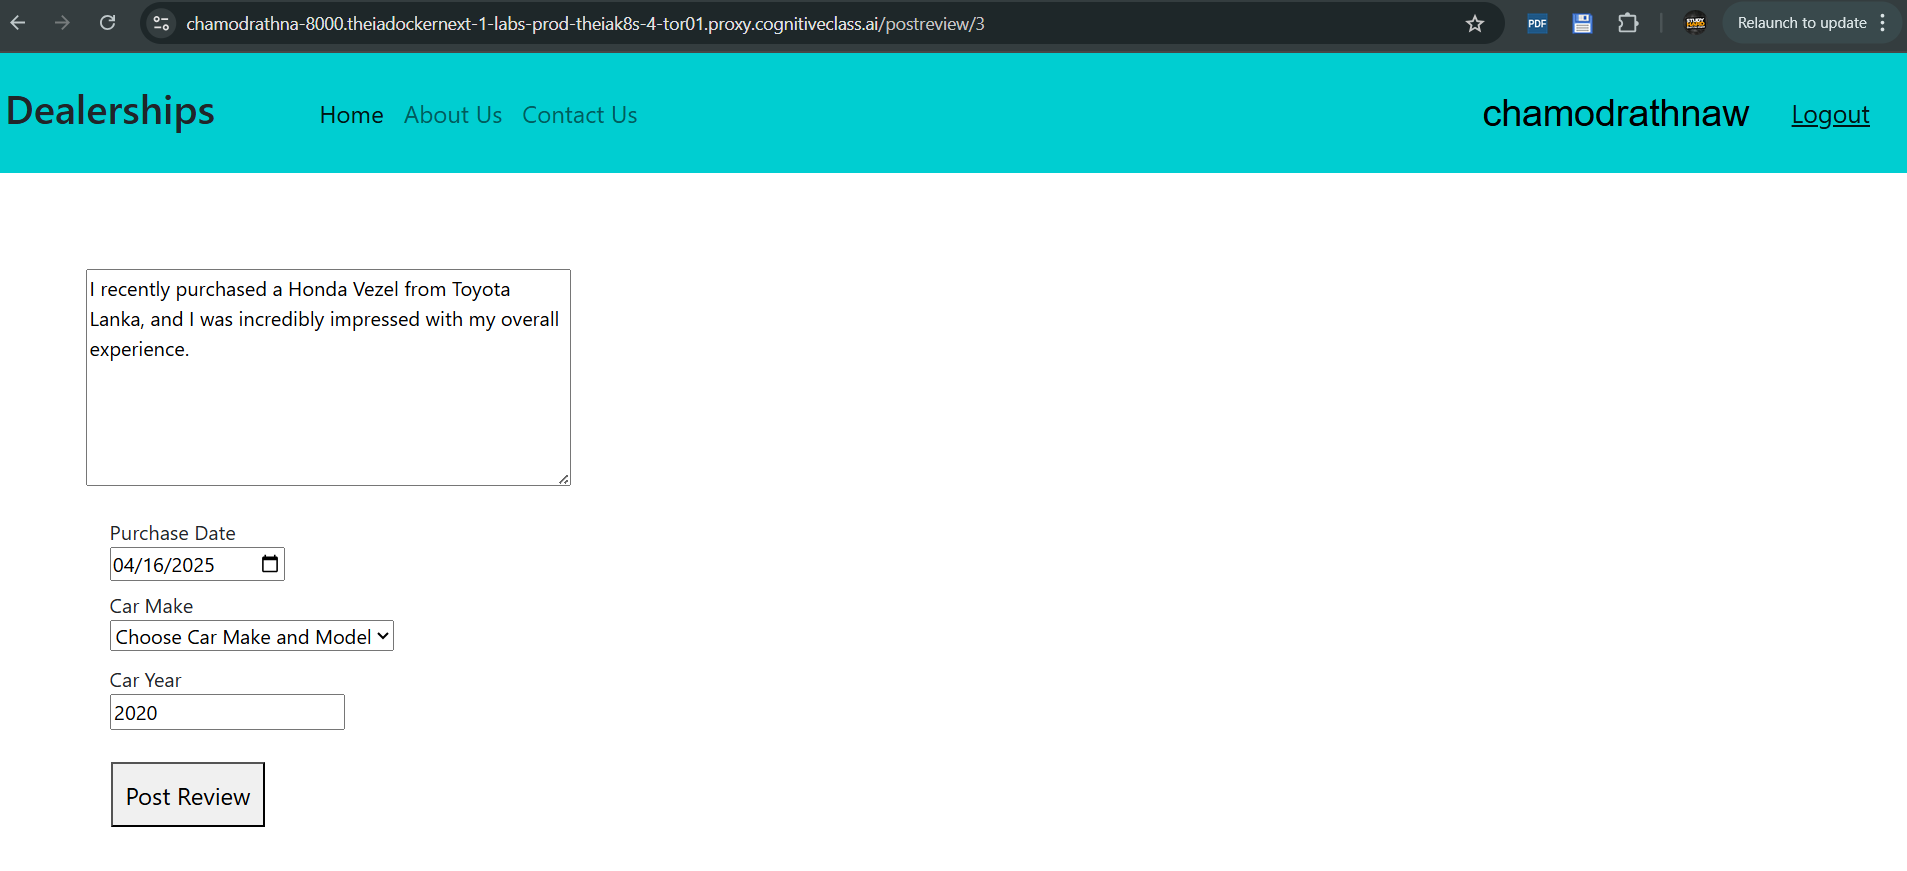 chamodrathna-8000.theiadockernext-1-labs-prod-theiak8s-4-tor01.proxy.cognitiveclass.ai/postreview/3
PDF
Relaunch to update
Dealerships
Home
About Us
Contact Us
chamodrathnaw
Logout
I recently purchased a Honda Vezel from Toyota
Lanka, and I was incredibly impressed with my overall
experience.
Purchase Date
04/16/2025
Car Make
Choose Car Make and Model
Car Year
2020
Post Review